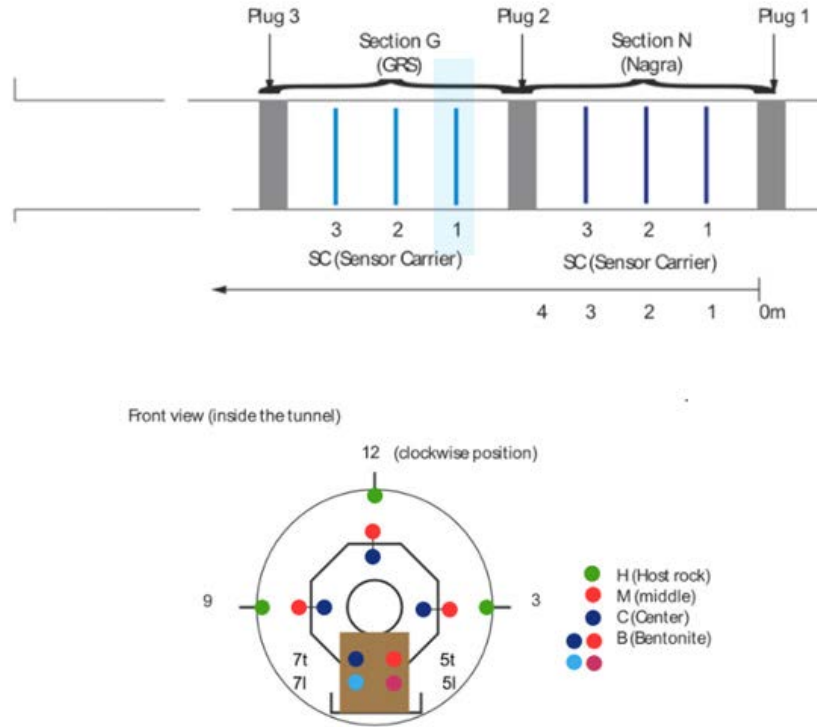 Plug 3
Plug 2
Plug 1
Section G
(GRS)
Section N
(Nagra)
3 2 1
3 2 1
SC (Sensor Carrier)
SC (Sensor Carrier)
4 3 2 1 0m
Front view (inside the tunnel)
12 (clockwise position)
9
3
H (Host rock)
M (middle)
C (Center)
B (Bentonite)
7t
5t
7l
5l